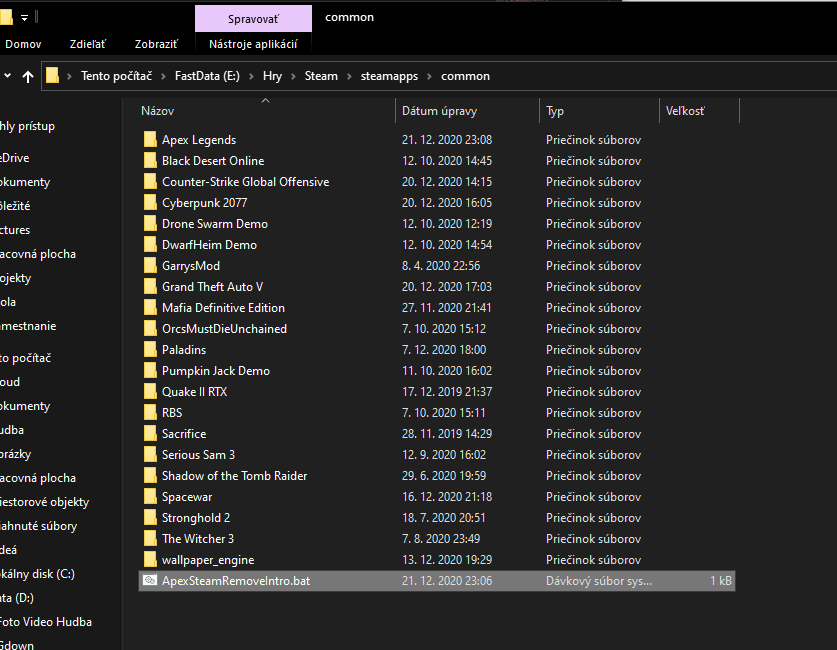 Spravovať common
Domov Zdieľať Zobraziť Nástroje aplikácií
Tento počítač > FastData (E:) > Hry > Steam > steamapps > common
Názov Dátum úpravy Typ Veľkosť
hly prístup
eDrive
okumenty
ôležité
ctures
acovná plocha
ojekty
ola
mestnanie
to počítač
oud
okumenty
udba
rázky
acovná plocha
iestorové objekty
iahnuté súbory
deá
kálny disk (C:)
ta (D:)
Foto Video Hudba
Gdown
Apex Legends 21. 12. 2020 23:08 Priečinok súborov
Black Desert Online 12. 10. 2020 14:45 Priečinok súborov
Counter-Strike Global Offensive 20. 12. 2020 14:15 Priečinok súborov
Cyberpunk 2077 20. 12. 2020 16:05 Priečinok súborov
Drone Swarm Demo 12. 10. 2020 12:19 Priečinok súborov
DwarfHeim Demo 12. 10. 2020 14:54 Priečinok súborov
GarrysMod 8. 4. 2020 22:56 Priečinok súborov
Grand Theft Auto V 20. 12. 2020 17:03 Priečinok súborov
Mafia Definitive Edition 27. 11. 2020 21:41 Priečinok súborov
OrcsMustDieUnchained 7. 10. 2020 15:12 Priečinok súborov
Paladins 7. 12. 2020 18:00 Priečinok súborov
Pumpkin Jack Demo 11. 10. 2020 16:02 Priečinok súborov
Quake II RTX 17. 12. 2019 21:37 Priečinok súborov
RBS 7. 10. 2020 15:11 Priečinok súborov
Sacrifice 28. 11. 2019 14:29 Priečinok súborov
Serious Sam 3 12. 9. 2020 16:02 Priečinok súborov
Shadow of the Tomb Raider 29. 6. 2020 19:59 Priečinok súborov
Spacewar 16. 12. 2020 21:18 Priečinok súborov
Stronghold 2 18. 7. 2020 20:51 Priečinok súborov
The Witcher 3 7. 8. 2020 23:49 Priečinok súborov
wallpaper_engine 13. 12. 2020 19:29 Priečinok súborov
ApexSteamRemoveIntro.bat 21. 12. 2020 23:06 Dávkový súbor sys... 1 kB